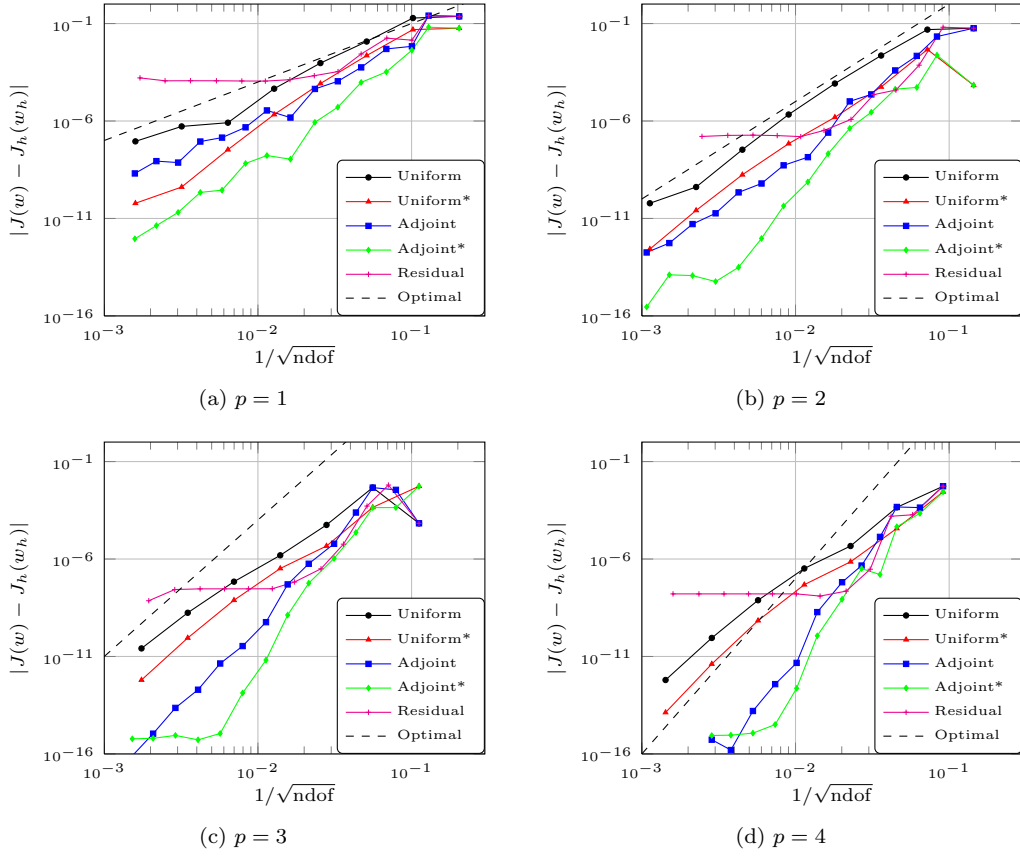 10^{-1}
10^{-6}
10^{-11}
10^{-16}
|J(w) − J_h(w_h)|
Uniform
Uniform*
Adjoint
Adjoint*
Residual
Optimal
10^{-3}
10^{-2}
10^{-1}
1/√ndof
(a) p = 1
10^{-1}
10^{-6}
10^{-11}
10^{-16}
|J(w) − J_h(w_h)|
Uniform
Uniform*
Adjoint
Adjoint*
Residual
Optimal
10^{-3}
10^{-2}
10^{-1}
1/√ndof
(b) p = 2
10^{-1}
10^{-6}
10^{-11}
10^{-16}
|J(w) − J_h(w_h)|
Uniform
Uniform*
Adjoint
Adjoint*
Residual
Optimal
10^{-3}
10^{-2}
10^{-1}
1/√ndof
(c) p = 3
10^{-1}
10^{-6}
10^{-11}
10^{-16}
|J(w) − J_h(w_h)|
Uniform
Uniform*
Adjoint
Adjoint*
Residual
Optimal
10^{-3}
10^{-2}
10^{-1}
1/√ndof
(d) p = 4